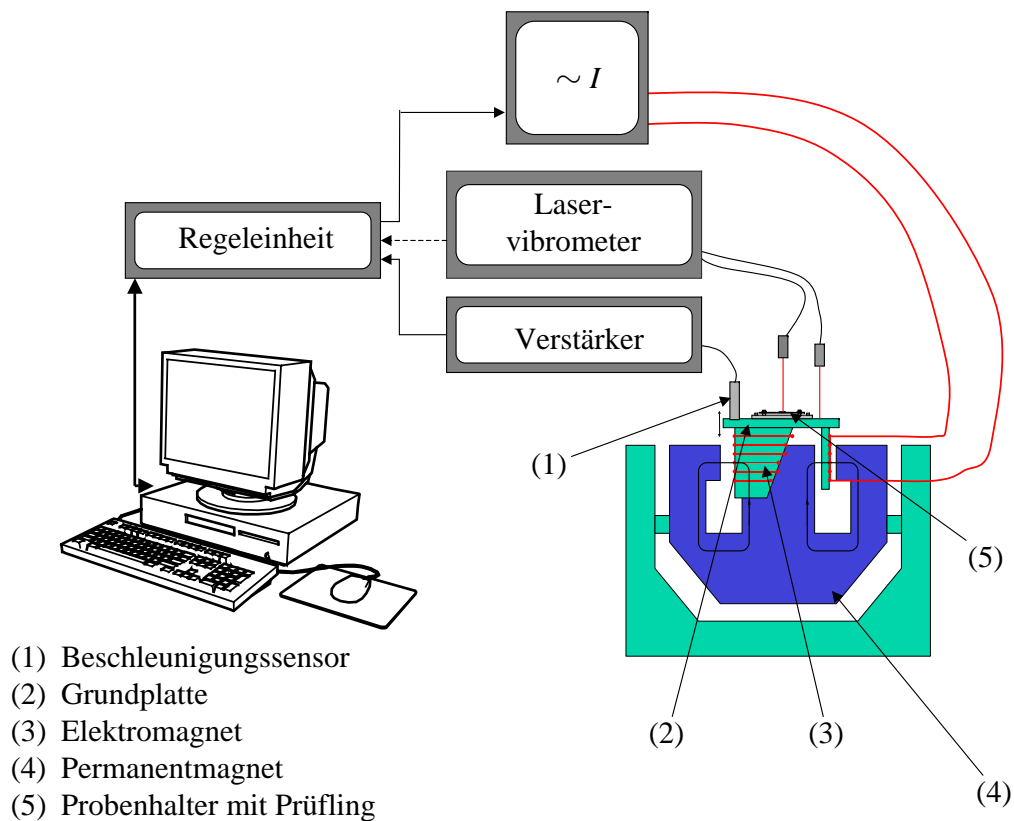 ∼ I
Laser-
vibrometer
Regeleinheit
Verstärker
(1)
(5)
(2)
(3)
(4)
(1) Beschleunigungssensor
(2) Grundplatte
(3) Elektromagnet
(4) Permanentmagnet
(5) Probenhalter mit Prüfling